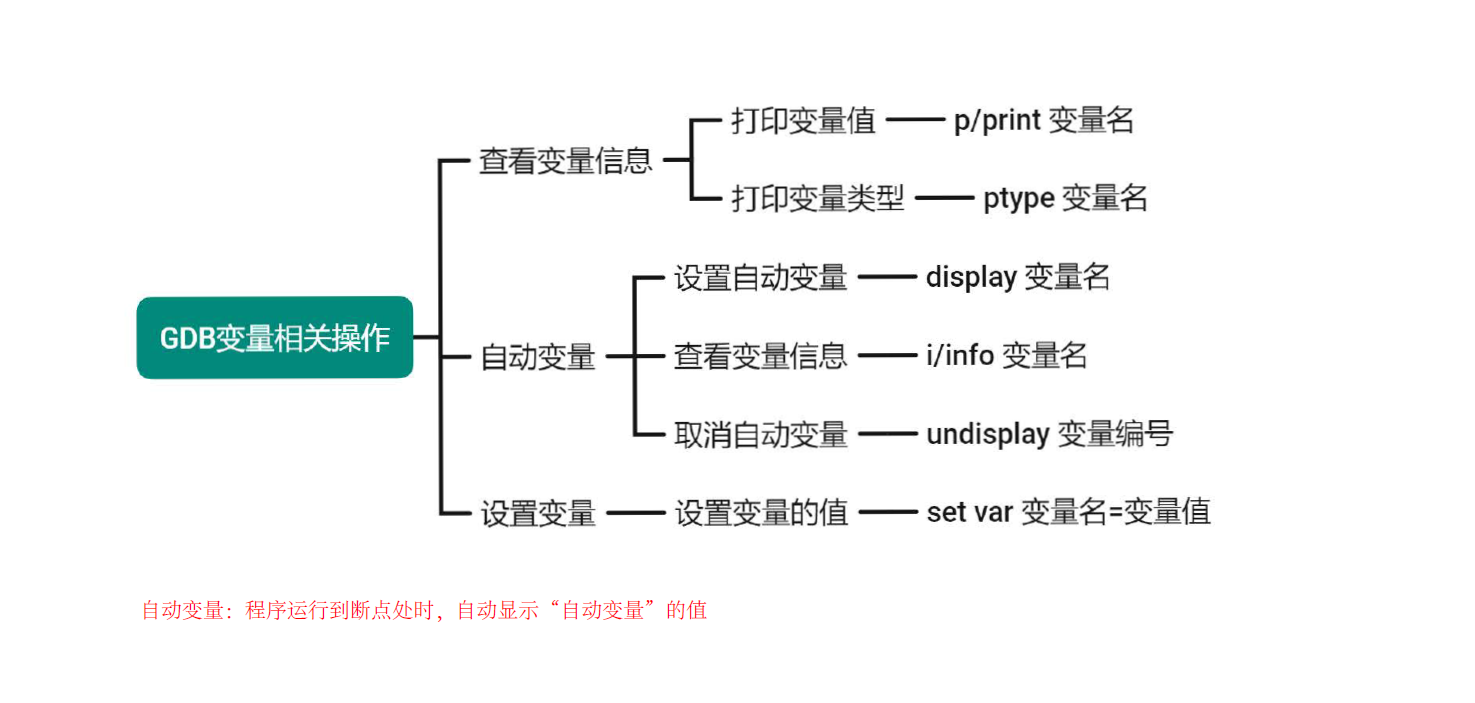 GDB变量相关操作
查看变量信息
打印变量值
p/print 变量名
打印变量类型
ptype 变量名
自动变量
设置自动变量
display 变量名
查看变量信息
i/info 变量名
取消自动变量
undisplay 变量编号
设置变量
设置变量的值
set var 变量名=变量值
自动变量：程序运行到断点处时，自动显示“自动变量”的值